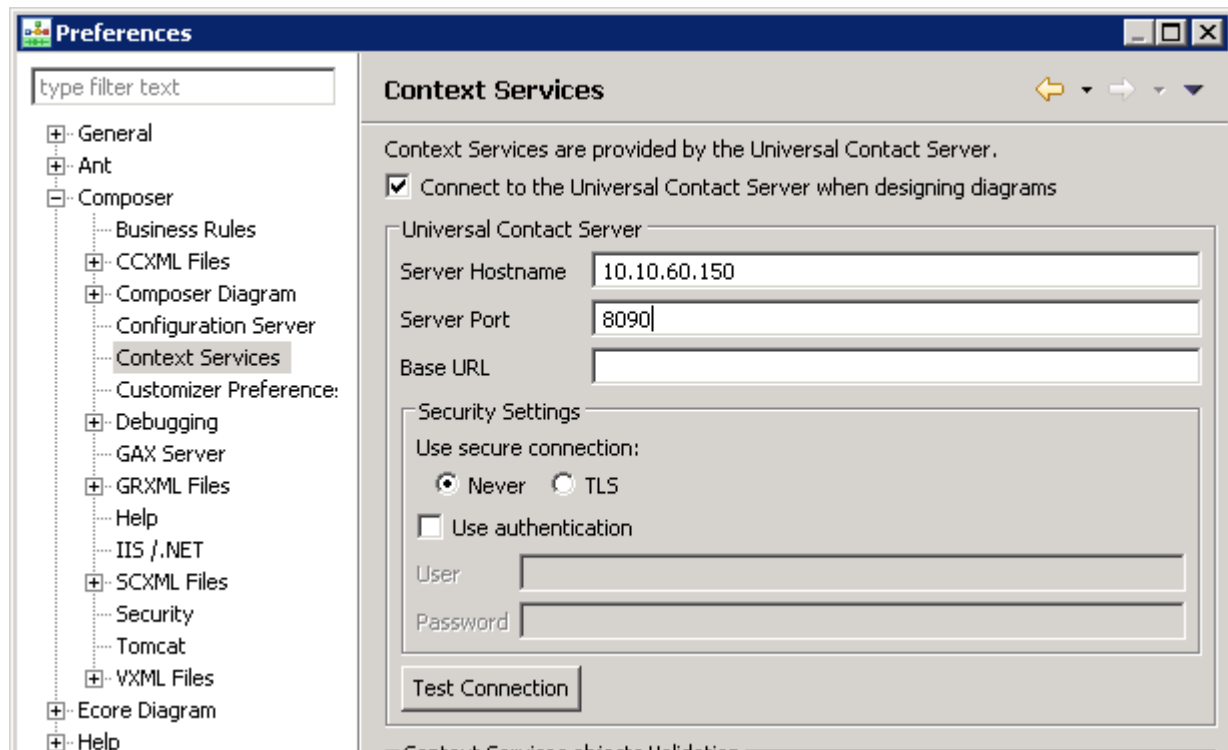 Preferences
type filter text
General
Ant
Composer
Business Rules
CCXML Files
Composer Diagram
Configuration Server
Context Services
Customizer Preference
Debugging
GAX Server
GRXML Files
Help
IIS /.NET
SCXML Files
Security
Tomcat
VXML Files
Ecore Diagram
Help
Context Services
Context Services are provided by the Universal Contact Server.
Connect to the Universal Contact Server when designing diagrams
Universal Contact Server
Server Hostname 10.10.60.150
Server Port 8090
Base URL
Security Settings
Use secure connection:
Never TLS
Use authentication
User
Password
Test Connection
Context Services objects Validation